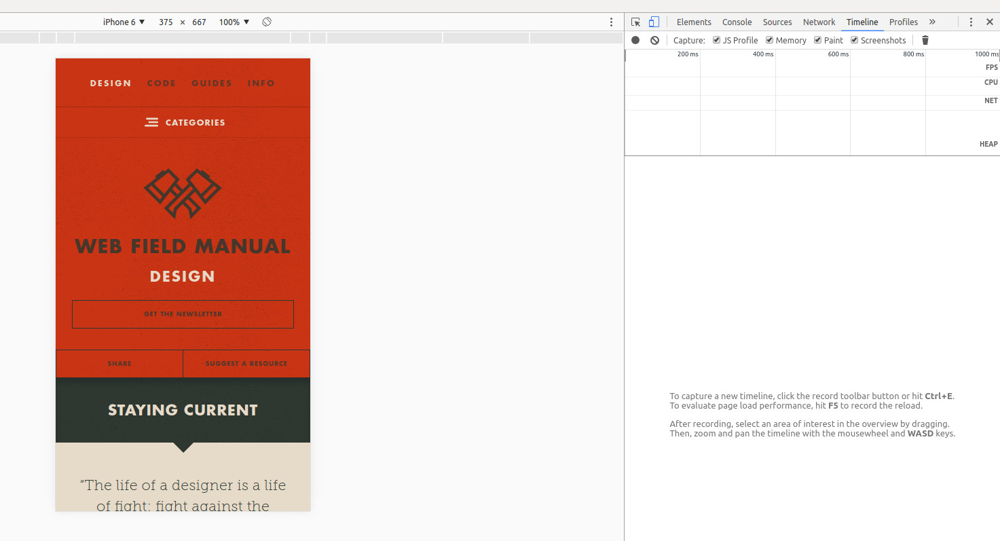 iPhone 6 ▼ 375 × 667 100% ▼
Elements Console Sources Network Timeline Profiles »
Capture: JS Profile Memory Paint Screenshots
200 ms 400 ms 600 ms 800 ms 1000 ms
FPS
CPU
NET
HEAP
DESIGN CODE GUIDES INFO
CATEGORIES
WEB FIELD MANUAL
DESIGN
GET THE NEWSLETTER
SHARE SUGGEST A RESOURCE
STAYING CURRENT
“The life of a designer is a life
of fight: fight against the
To capture a new timeline, click the record toolbar button or hit Ctrl+E.
To evaluate page load performance, hit F5 to record the reload.
After recording, select an area of interest in the overview by dragging.
Then, zoom and pan the timeline with the mousewheel and WASD keys.